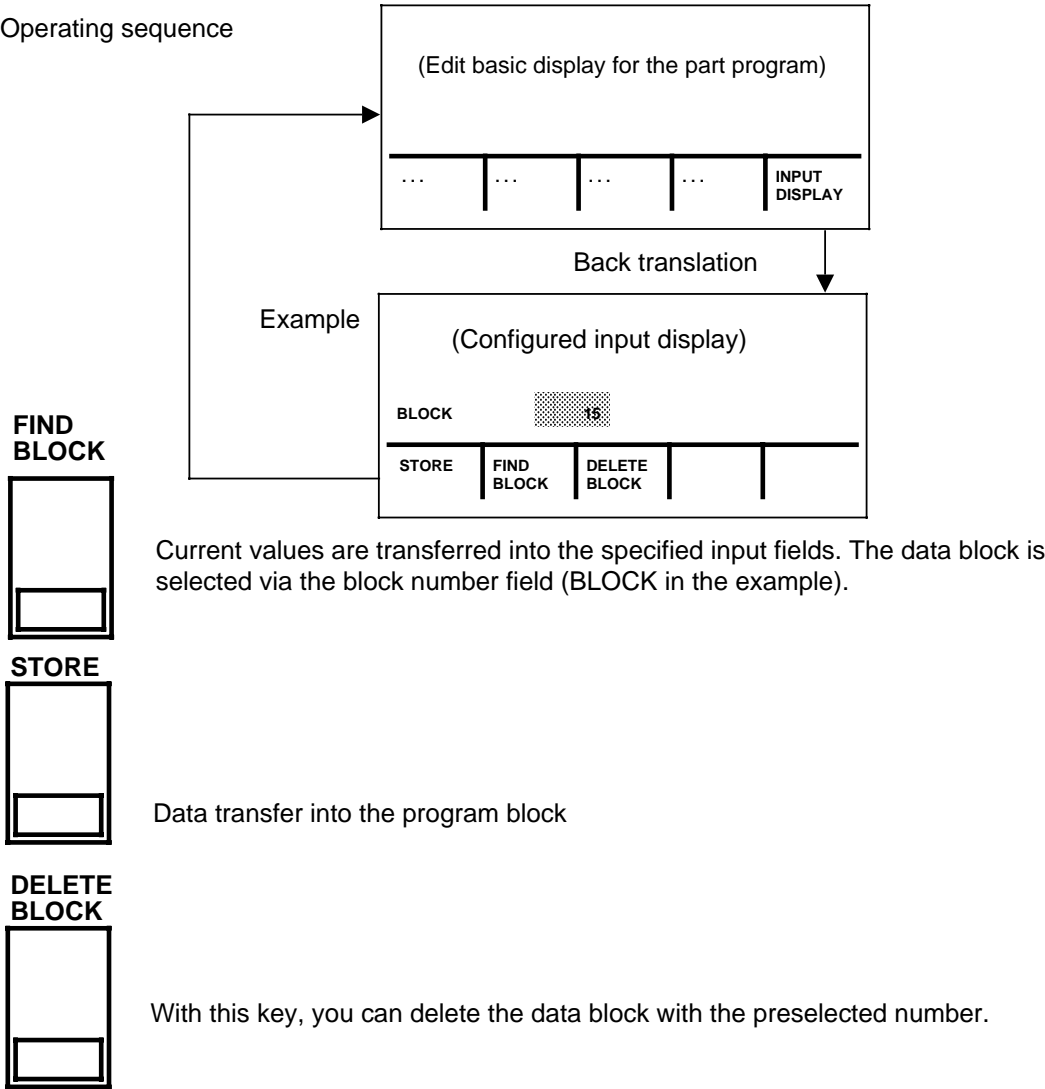 Operating sequence
(Edit basic display for the part program)
. . .
. . .
. . .
. . .
INPUT
DISPLAY
Back translation
Example
(Configured input display)
BLOCK
15
STORE
FIND
BLOCK
DELETE
BLOCK
FIND
BLOCK
Current values are transferred into the specified input fields. The data block is
selected via the block number field (BLOCK in the example).
STORE
Data transfer into the program block
DELETE
BLOCK
With this key, you can delete the data block with the preselected number.